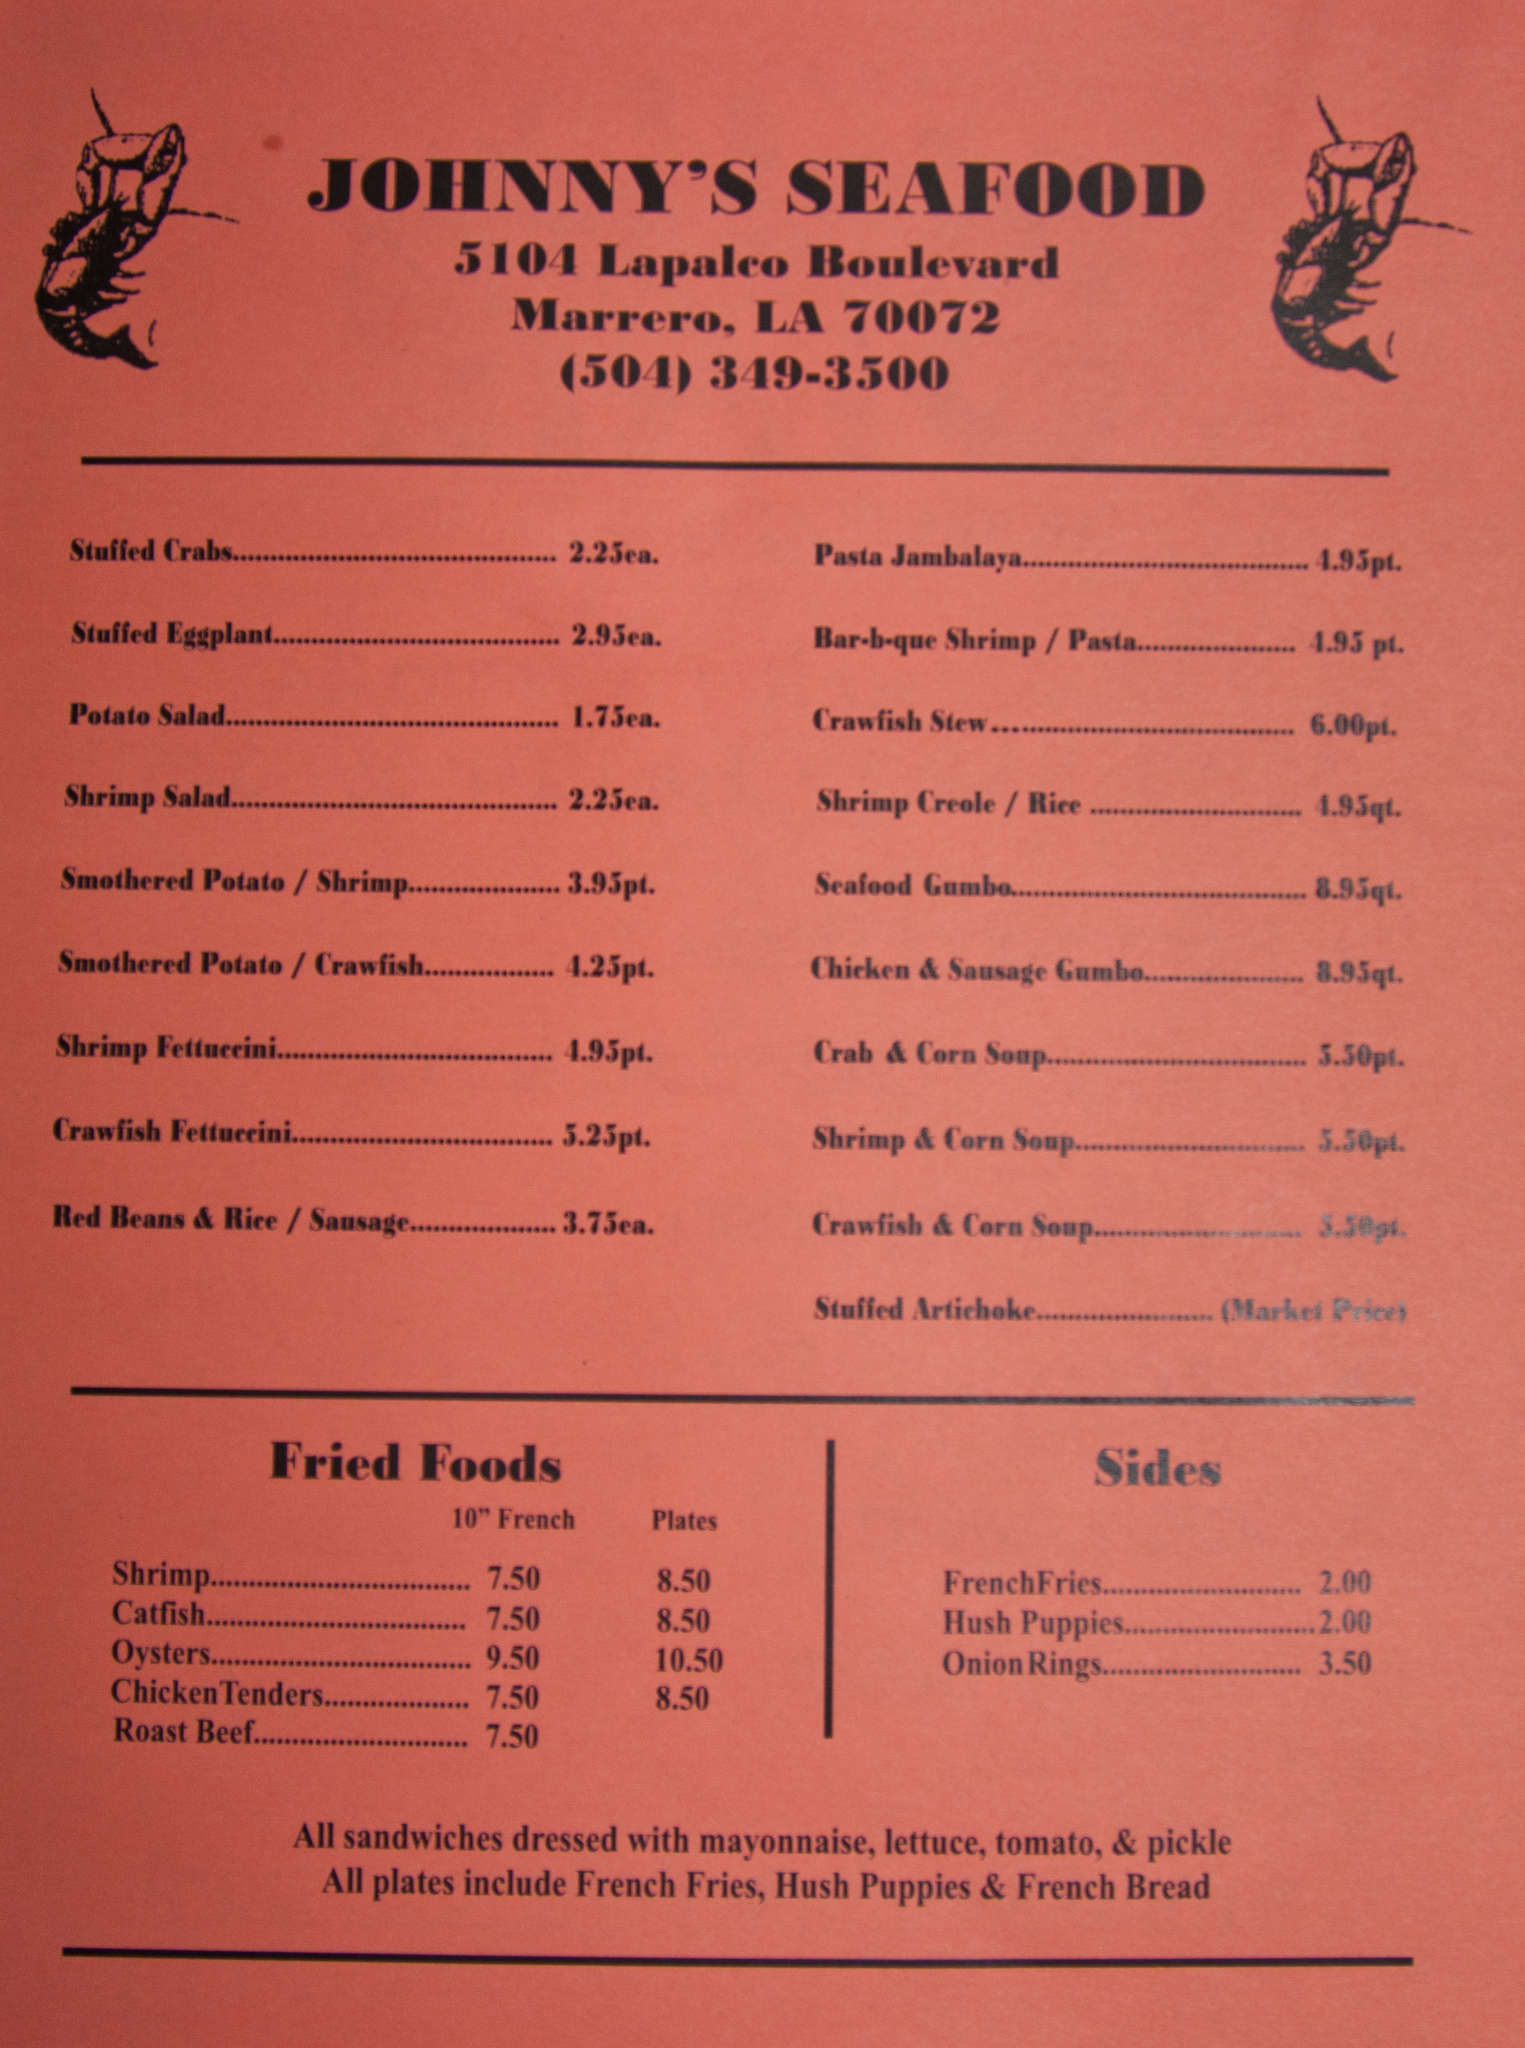 JOHNNY'S SEAFOOD
5104 Lapalco Boulevard
Marrero, LA 70072
(504) 349-3500
Stuffed Crabs........................................... 2.25ea.
Stuffed Eggplant...................................... 2.95ea.
Potato Salad............................................ 1.75ea.
Shrimp Salad........................................... 2.25ea.
Smothered Potato / Shrimp.................... 3.95pt.
Smothered Potato / Crawfish................. 4.25pt.
Shrimp Fettuccini.................................... 4.95pt.
Crawfish Fettuccini.................................. 5.25pt.
Red Beans & Rice / Sausage................... 3.75ea.
Pasta Jambalaya...................................... 4.95pt.
Bar-b-que Shrimp / Pasta..................... 4.95 pt.
Crawfish Stew........................................ 6.00pt.
Shrimp Creole / Rice ............................ 4.95qt.
Seafood Gumbo....................................... 8.95qt.
Chicken & Sausage Gumbo..................... 8.95qt.
Crab & Corn Soup.................................. 5.50pt.
Shrimp & Corn Soup.............................. 5.50pt.
Crawfish & Corn Soup........................... 5.50pt.
Stuffed Artichoke....................... (Market Price)
Fried Foods
10" French Plates
Shrimp.................................. 7.50 8.50
Catfish.................................. 7.50 8.50
Oysters.................................. 9.50 10.50
ChickenTenders................... 7.50 8.50
Roast Beef............................ 7.50
Sides
FrenchFries.......................... 2.00
Hush Puppies.........................2.00
OnionRings.......................... 3.50
All sandwiches dressed with mayonnaise, lettuce, tomato, & pickle
All plates include French Fries, Hush Puppies & French Bread